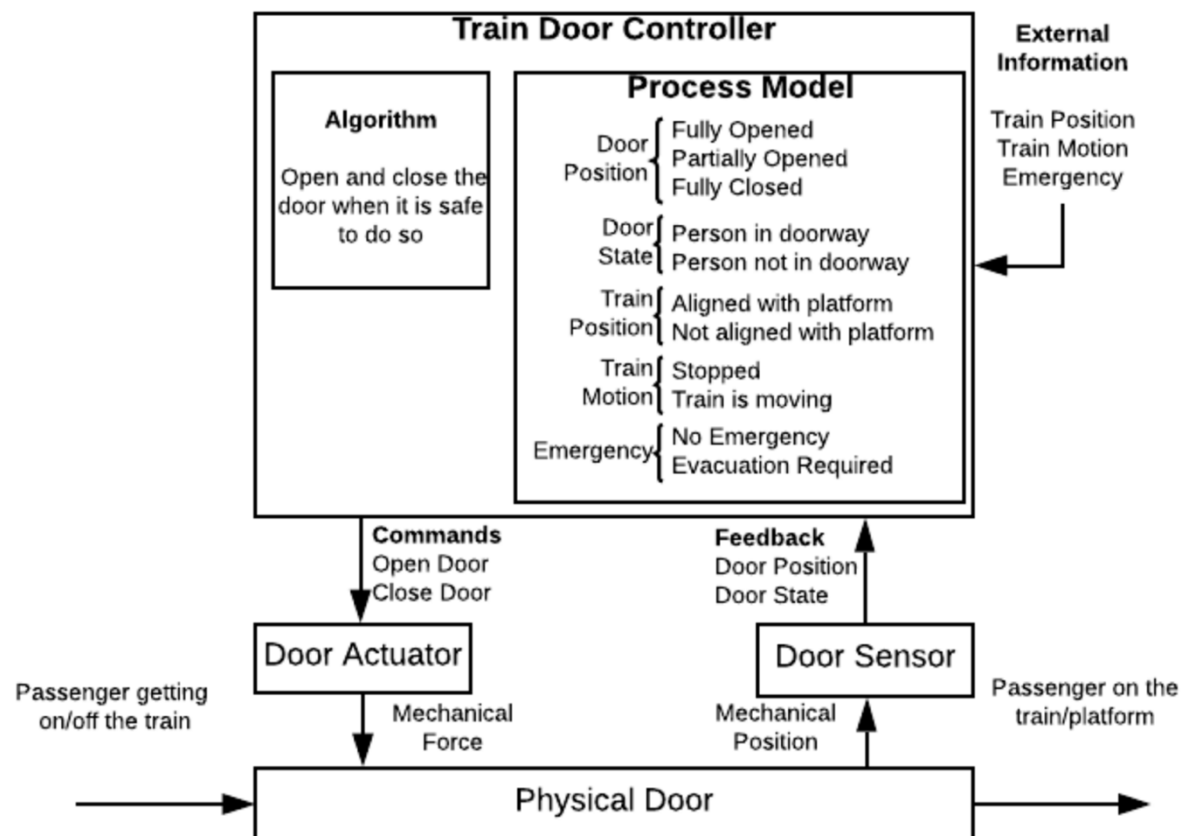 Train Door Controller
External
Information
Train Position
Train Motion
Emergency
Algorithm
Open and close the
door when it is safe
to do so
Process Model
Door
Position
Fully Opened
Partially Opened
Fully Closed
Door
State
Person in doorway
Person not in doorway
Train
Position
Aligned with platform
Not aligned with platform
Train
Motion
Stopped
Train is moving
Emergency
No Emergency
Evacuation Required
Commands
Open Door
Close Door
Feedback
Door Position
Door State
Door Actuator
Door Sensor
Passenger getting
on/off the train
Mechanical
Force
Mechanical
Position
Passenger on the
train/platform
Physical Door